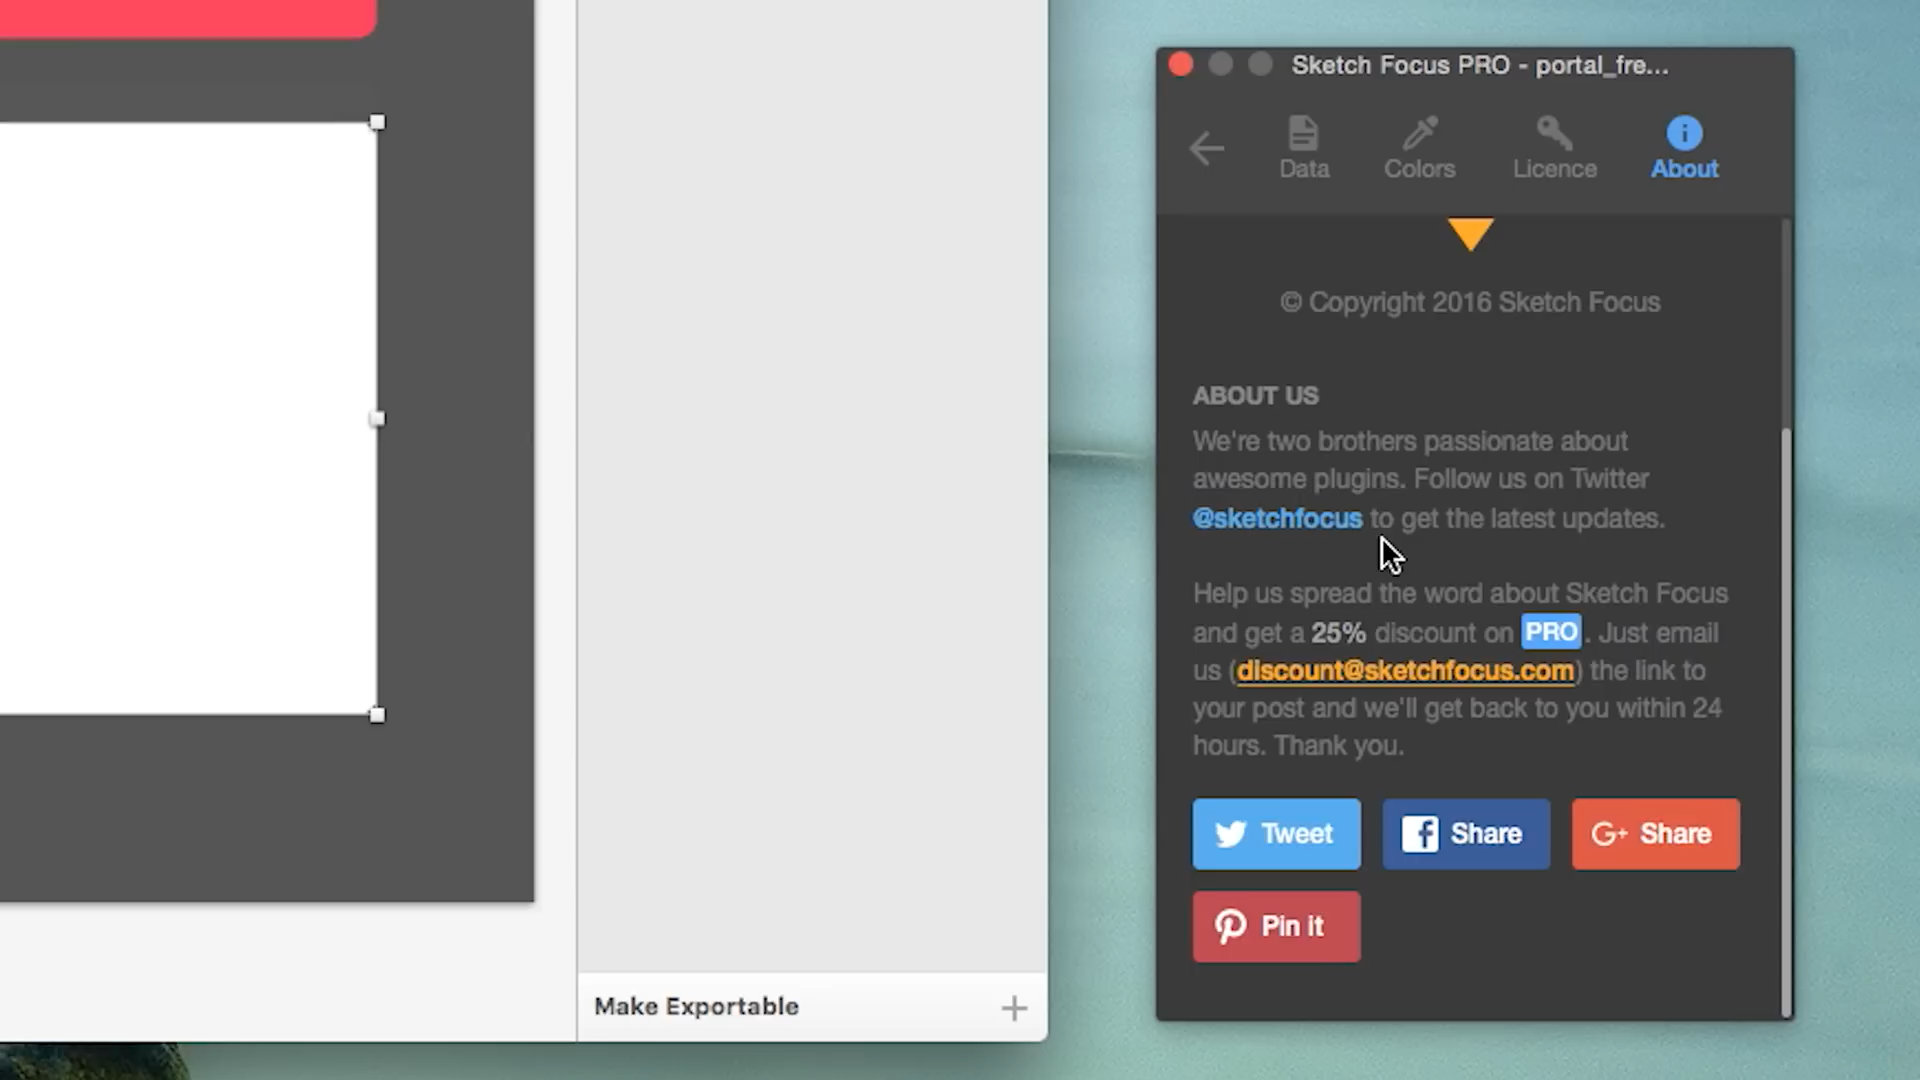 Sketch Focus PRO - portal_fre...
Data Colors Licence About
© Copyright 2016 Sketch Focus
ABOUT US
We're two brothers passionate about
awesome plugins. Follow us on Twitter
@sketchfocus to get the latest updates.
Help us spread the word about Sketch Focus
and get a 25% discount on PRO. Just email
us (discount@sketchfocus.com) the link to
your post and we'll get back to you within 24
hours. Thank you.
Tweet Share G+ Share
Pin it
Make Exportable